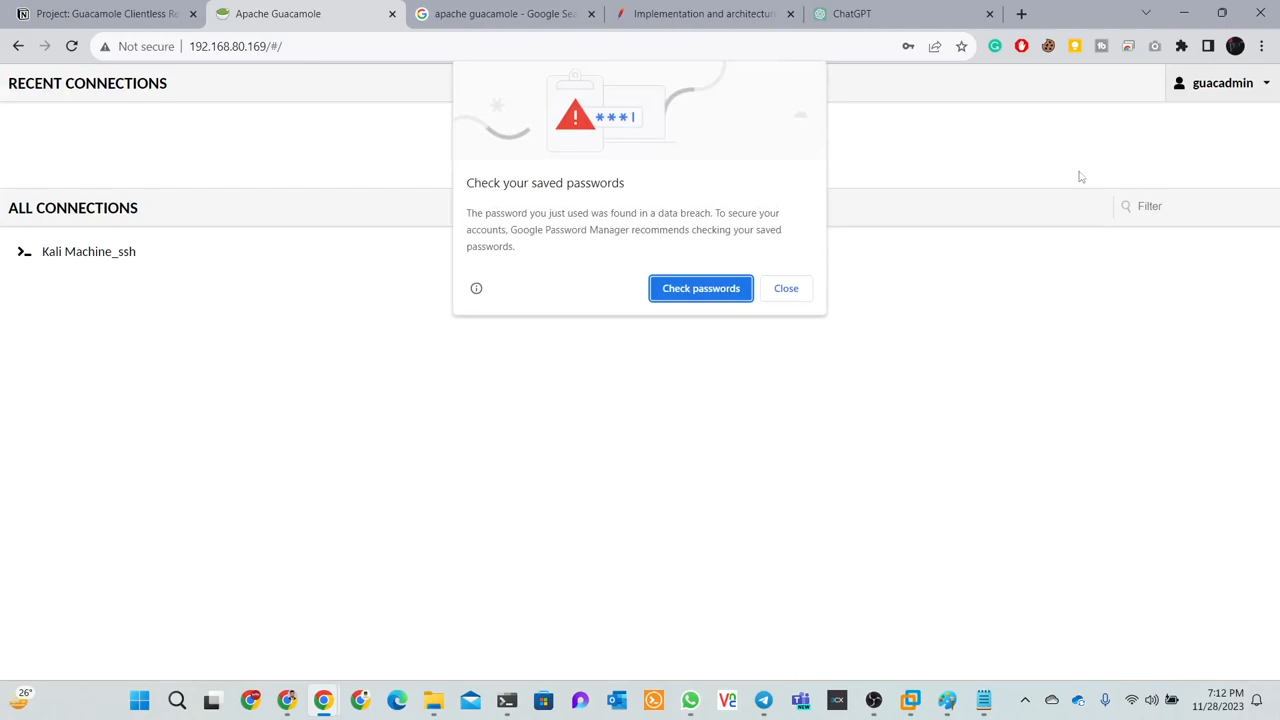 Project: Guacamole Clientless Re
Apache Guacamole
apache guacamole - Google Sea
Implementation and architectur
ChatGPT
Not secure
192.168.80.169/#/
RECENT CONNECTIONS
guacadmin
***|
Check your saved passwords
The password you just used was found in a data breach. To secure your
accounts, Google Password Manager recommends checking your saved
passwords.
Check passwords
Close
ALL CONNECTIONS
Filter
Kali Machine_ssh
26°
7:12 PM
11/28/2023